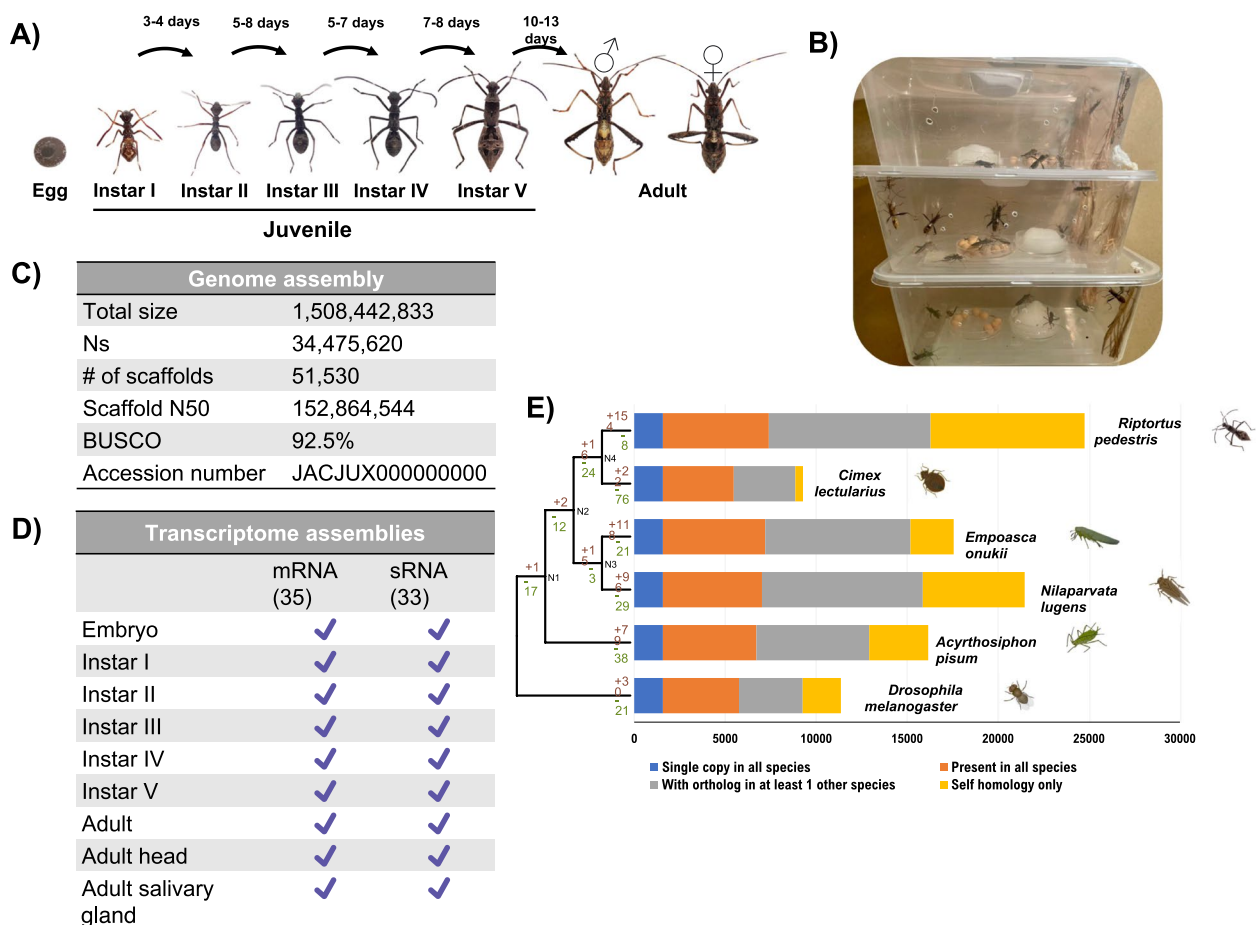 A)
3-4 days
5-8 days
5-7 days
7-8 days
10-13
days
♂
♀
Egg
Instar I
Instar II
Instar III
Instar IV
Instar V
Adult
Juvenile
B)
C)
Genome assembly
Total size 1,508,442,833
Ns 34,475,620
# of scaffolds 51,530
Scaffold N50 152,864,544
BUSCO 92.5%
Accession number JACJUX000000000
D)
Transcriptome assemblies
mRNA sRNA
(35) (33)
Embryo ✓ ✓
Instar I ✓ ✓
Instar II ✓ ✓
Instar III ✓ ✓
Instar IV ✓ ✓
Instar V ✓ ✓
Adult ✓ ✓
Adult head ✓ ✓
Adult salivary ✓ ✓
gland
E)
+15
4
-
8
+1
6
-
24
N4
+2
2
-
76
+2
-
12
N2
+11
8
-
21
+1
5
-
3
N3
+9
6
-
29
+1
-
17
N1
+7
9
-
38
+3
0
-
21
Riptortus
pedestris
Cimex
lectularius
Empoasca
onukii
Nilaparvata
lugens
Acyrthosiphon
pisum
Drosophila
melanogaster
0 5000 10000 15000 20000 25000 30000
Single copy in all species
Present in all species
With ortholog in at least 1 other species
Self homology only